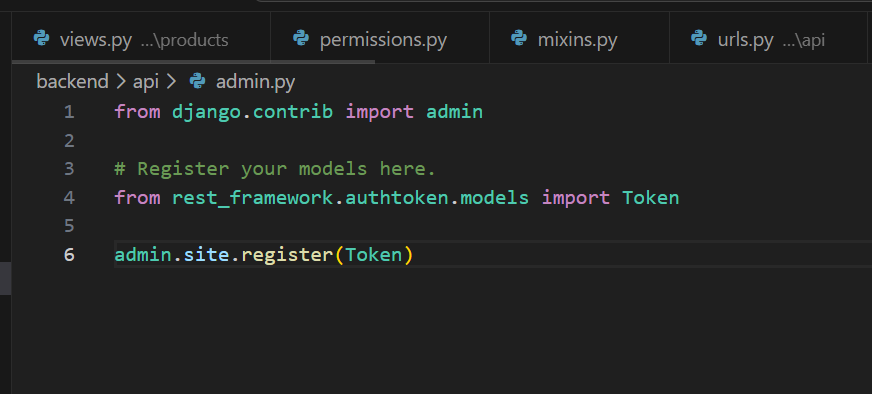 views.py ...\products permissions.py mixins.py urls.py ...\api
backend > api > admin.py
1 from django.contrib import admin
2
3 # Register your models here.
4 from rest_framework.authtoken.models import Token
5
6 admin.site.register(Token)